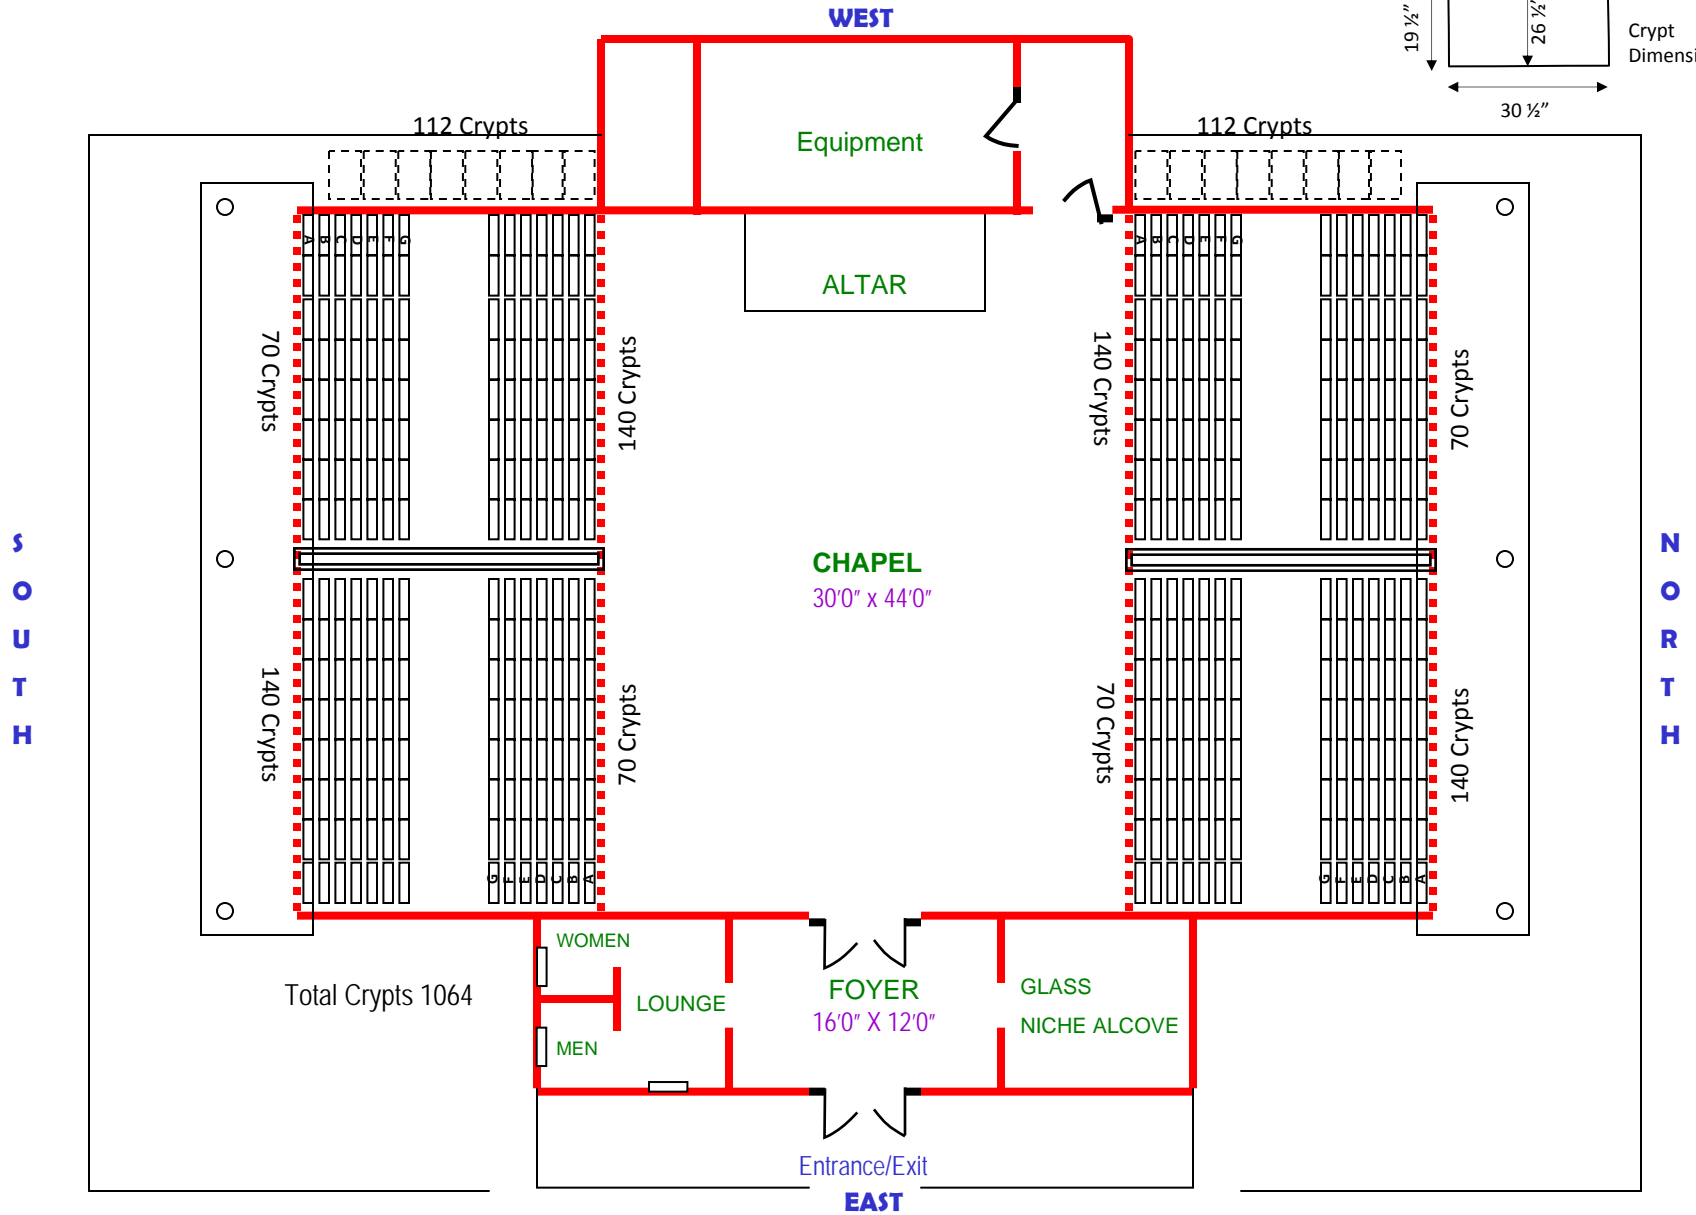 WEST
19 ½”
26 ½”
Crypt
30 ½”
112 Crypts
112 Crypts
Equipment
ALTAR
A B C D E F G
A B C D E F G
70 Crypts
140 Crypts
140 Crypts
70 Crypts
SOUTH
NORTH
CHAPEL
30'0" x 44'0"
140 Crypts
70 Crypts
70 Crypts
140 Crypts
G F E D C B A
G F E D C B A
WOMEN
LOUNGE
MEN
FOYER
16'0" X 12'0"
GLASS
NICHE ALCOVE
Total Crypts 1064
Entrance/Exit
EAST